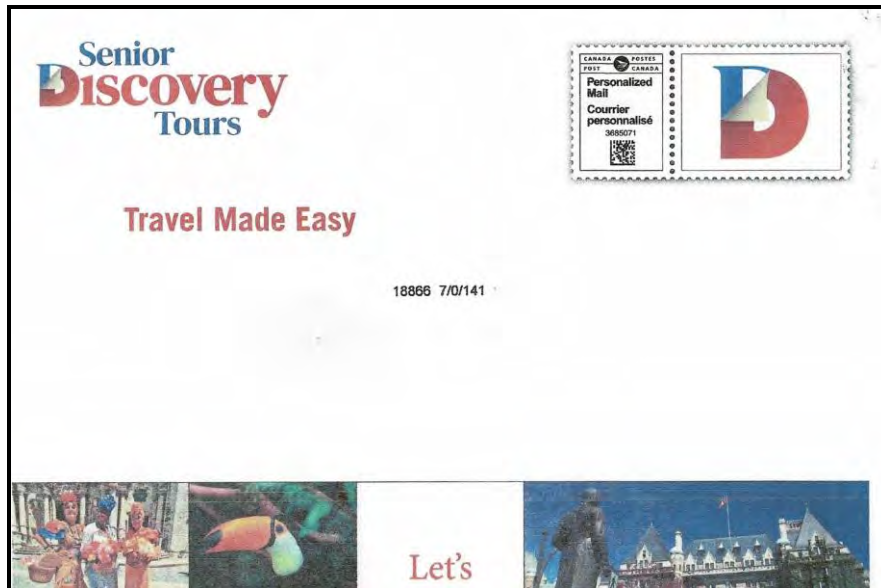 Senior
Discovery
Tours
CANADA POSTES
POST CANADA
Personalized
Mail
Courrier
personnalisé
3685071
D
Travel Made Easy
18866 7/0/141
Let's